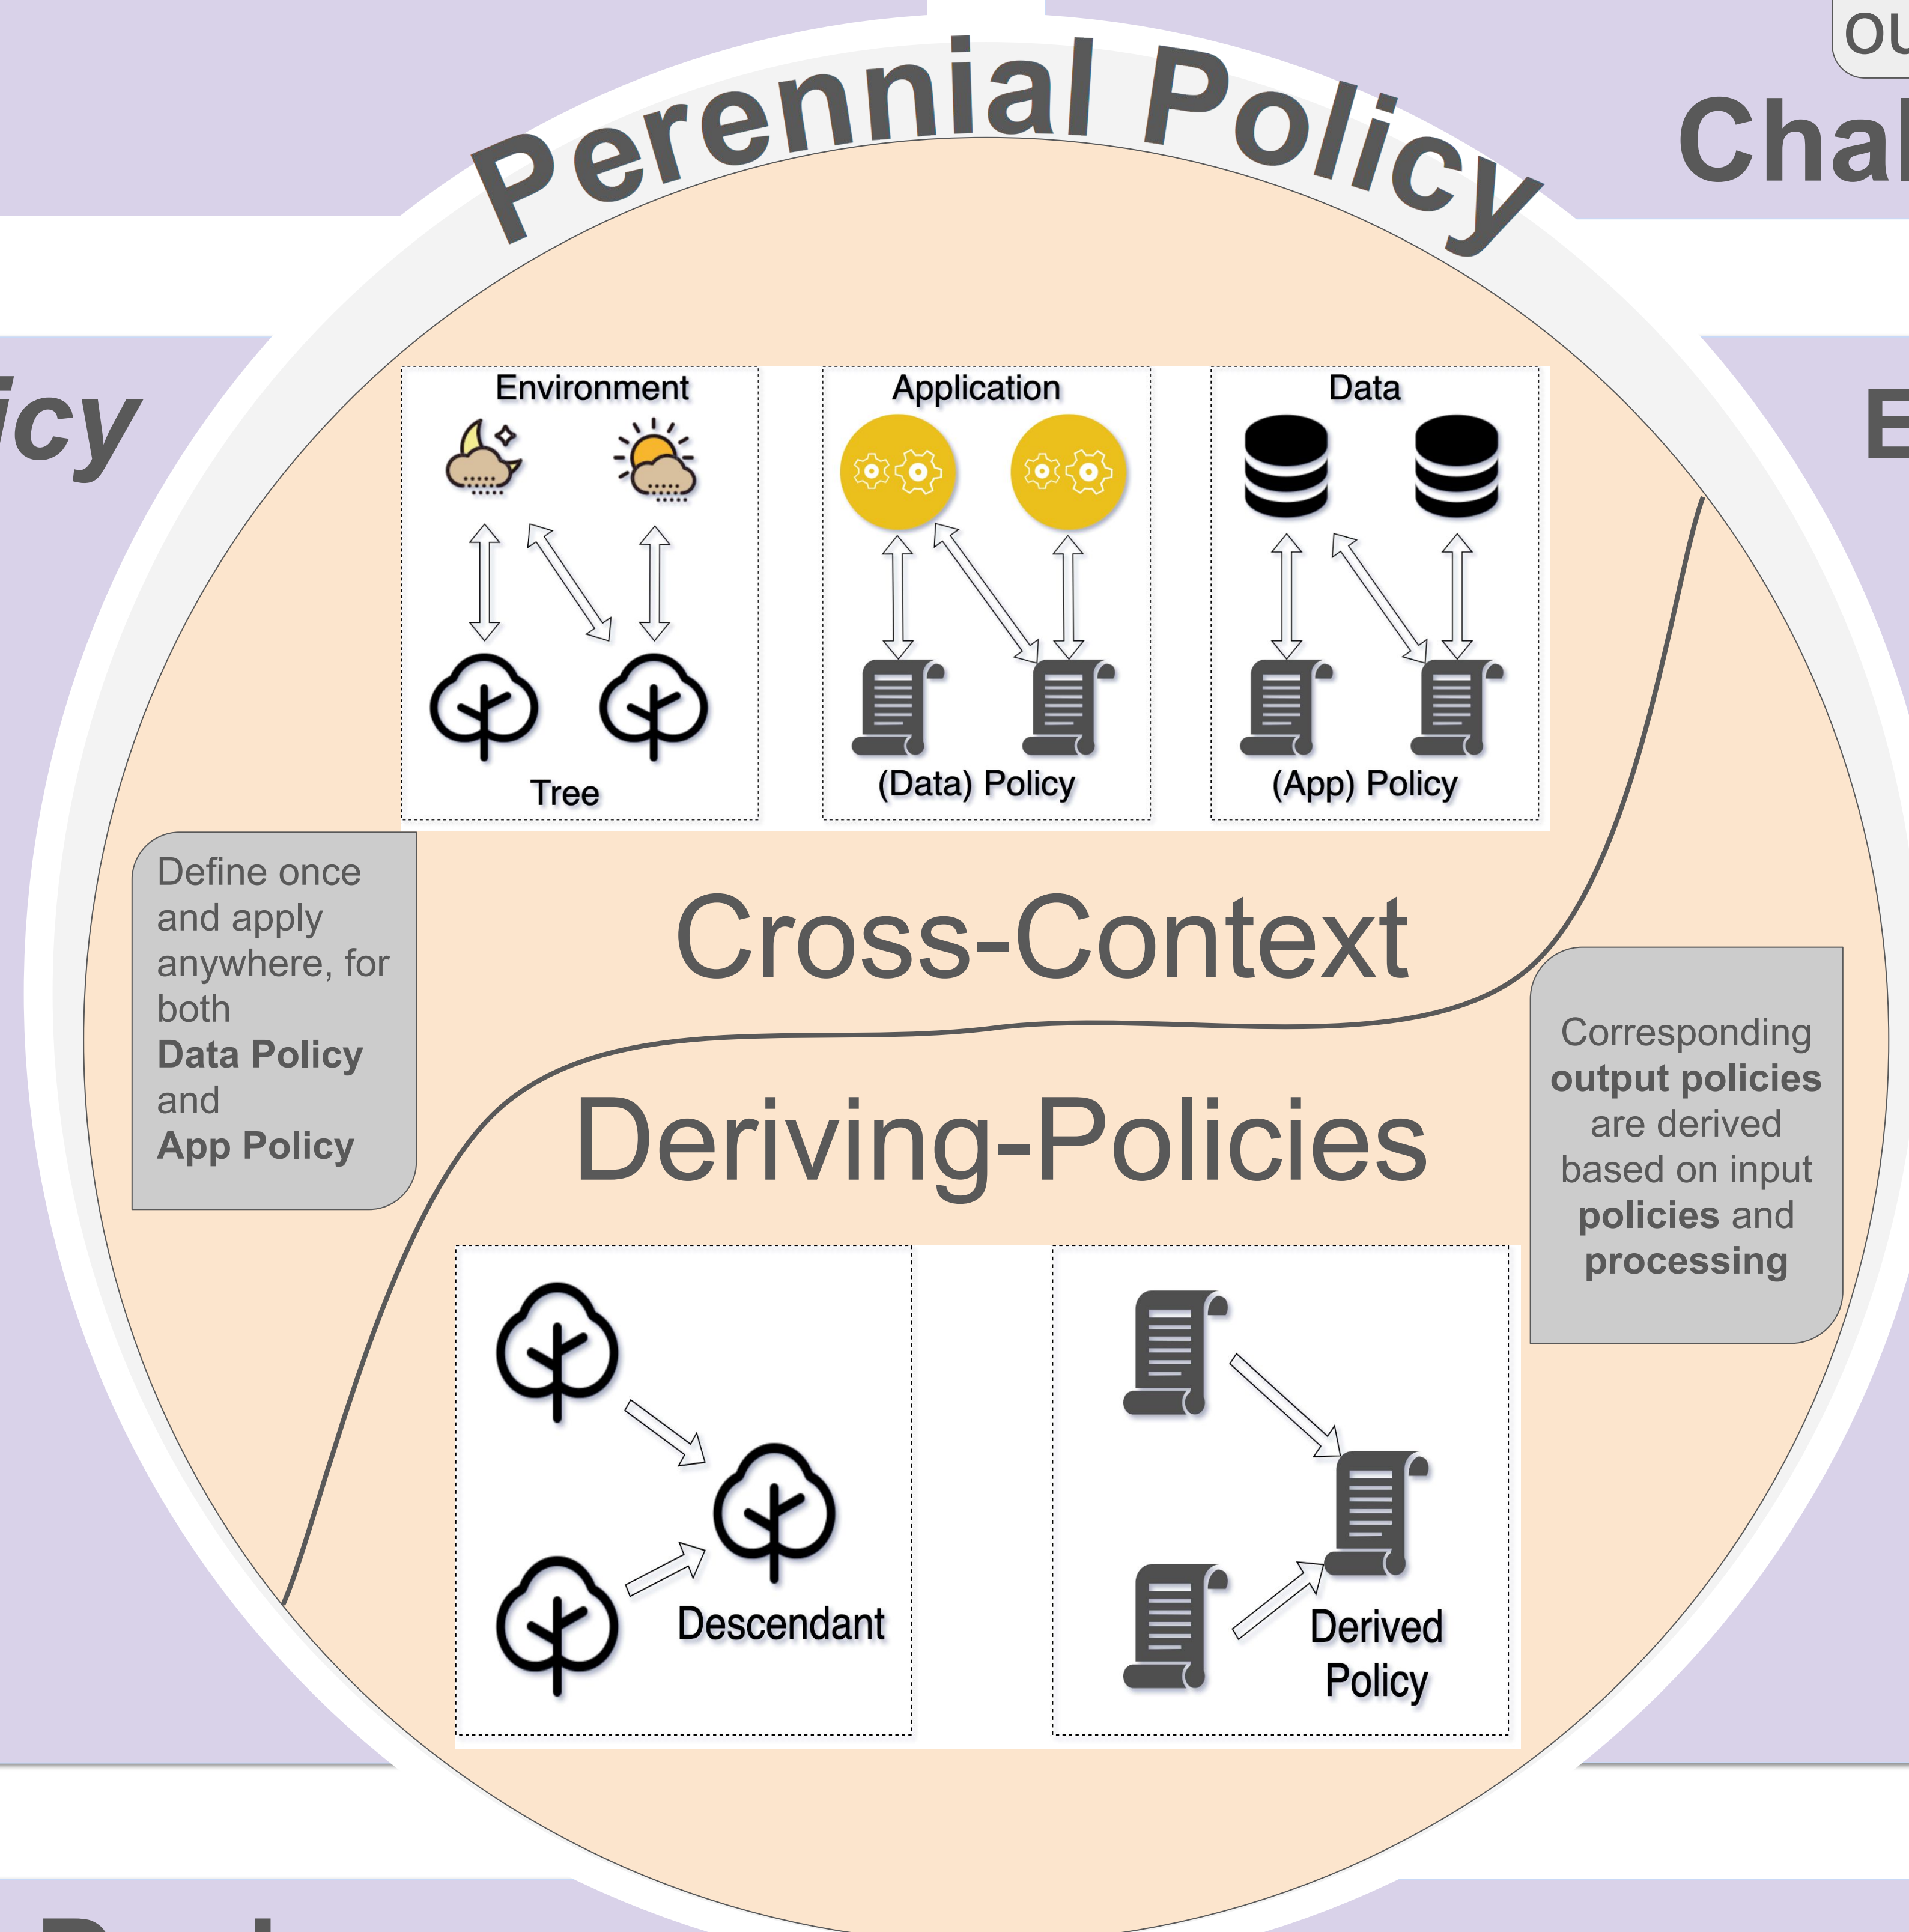 Perennial Policy
Environment
Application
Data
Tree
(Data) Policy
(App) Policy
Define once
and apply
anywhere, for
both
Data Policy
and
App Policy
Cross-Context
Deriving-Policies
Corresponding
output policies
are derived
based on input
policies and
processing
Descendant
Derived
Policy